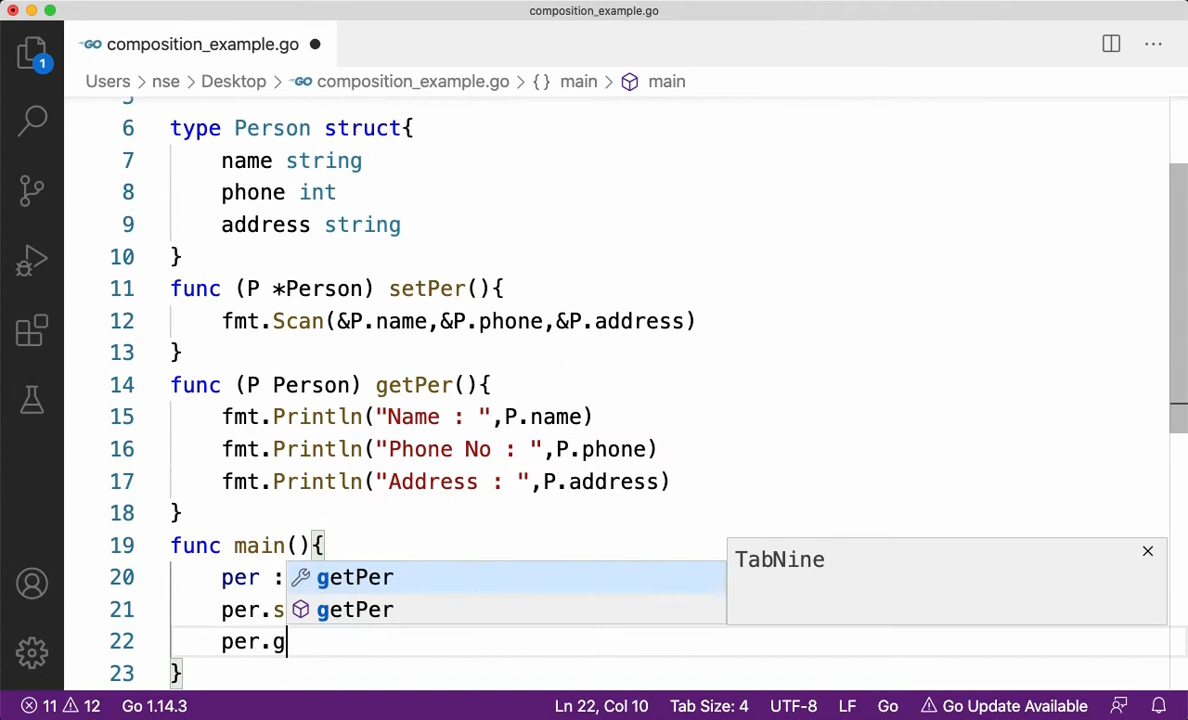 composition_example.go
GO composition_example.go
Users > nse > Desktop > GO composition_example.go > {} main > main
1
5
6 type Person struct{
7 name string
8 phone int
9 address string
10 }
11 func (P *Person) setPer(){
12 fmt.Scan(&P.name,&P.phone,&P.address)
13 }
14 func (P Person) getPer(){
15 fmt.Println("Name : ",P.name)
16 fmt.Println("Phone No : ",P.phone)
17 fmt.Println("Address : ",P.address)
18 }
19 func main(){
20 per :
getPer
TabNine
21 per.s
getPer
22 per.g
23 }
11 12 Go 1.14.3 Ln 22, Col 10 Tab Size: 4 UTF-8 LF Go Go Update Available